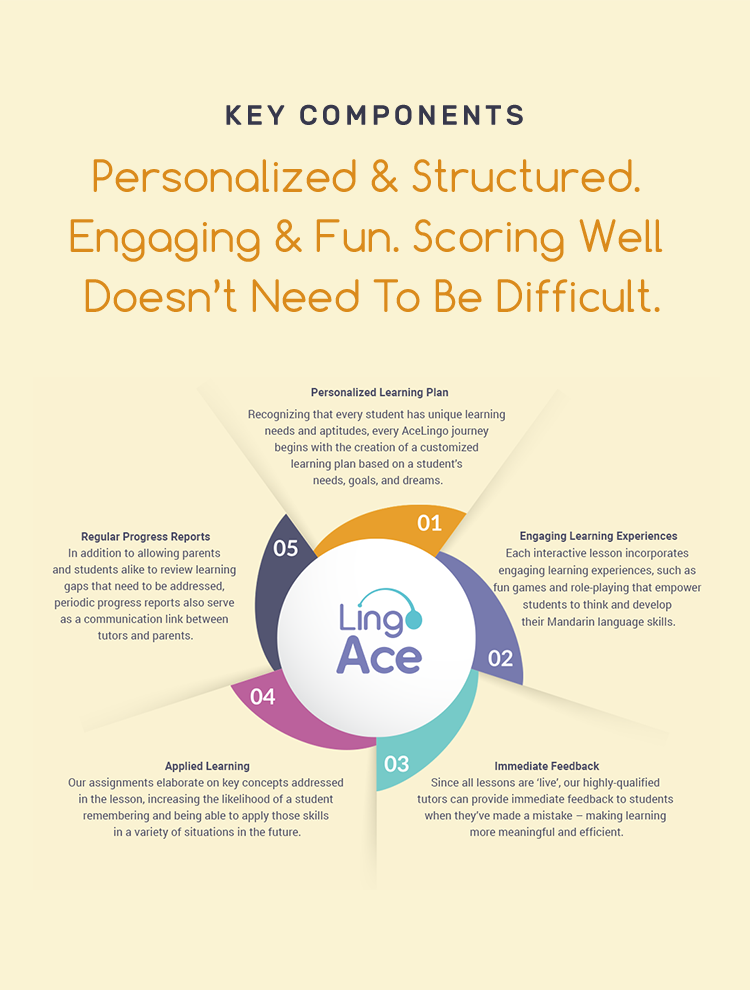 KEY COMPONENTS
Personalized & Structured.
Engaging & Fun. Scoring Well
Doesn't Need To Be Difficult.
Personalized Learning Plan
Recognizing that every student has unique learning
needs and aptitudes, every AceLingo journey
begins with the creation of a customized
learning plan based on a student's
needs, goals, and dreams.
01
Engaging Learning Experiences
Each interactive lesson incorporates
engaging learning experiences, such as
fun games and role-playing that empower
students to think and develop
their Mandarin language skills.
02
Immediate Feedback
Since all lessons are ‘live’, our highly-qualified
tutors can provide immediate feedback to students
when they've made a mistake – making learning
more meaningful and efficient.
03
Applied Learning
Our assignments elaborate on key concepts addressed
in the lesson, increasing the likelihood of a student
remembering and being able to apply those skills
in a variety of situations in the future.
04
Regular Progress Reports
In addition to allowing parents
and students alike to review learning
gaps that need to be addressed,
periodic progress reports also serve
as a communication link between
tutors and parents.
05
Lingo
Ace